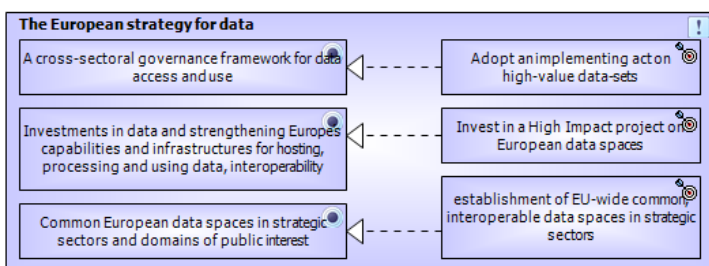 The European strategy for data
!
A cross-sectoral governance framework for data
access and use
Adopt an implementing act on
high-value data-sets
Investments in data and strengthening Europe's
capabilities and infrastructures for hosting,
processing and using data, interoperability
Invest in a High Impact project on
European data spaces
Common European data spaces in strategic
sectors and domains of public interest
establishment of EU-wide common,
interoperable data spaces in strategic
sectors